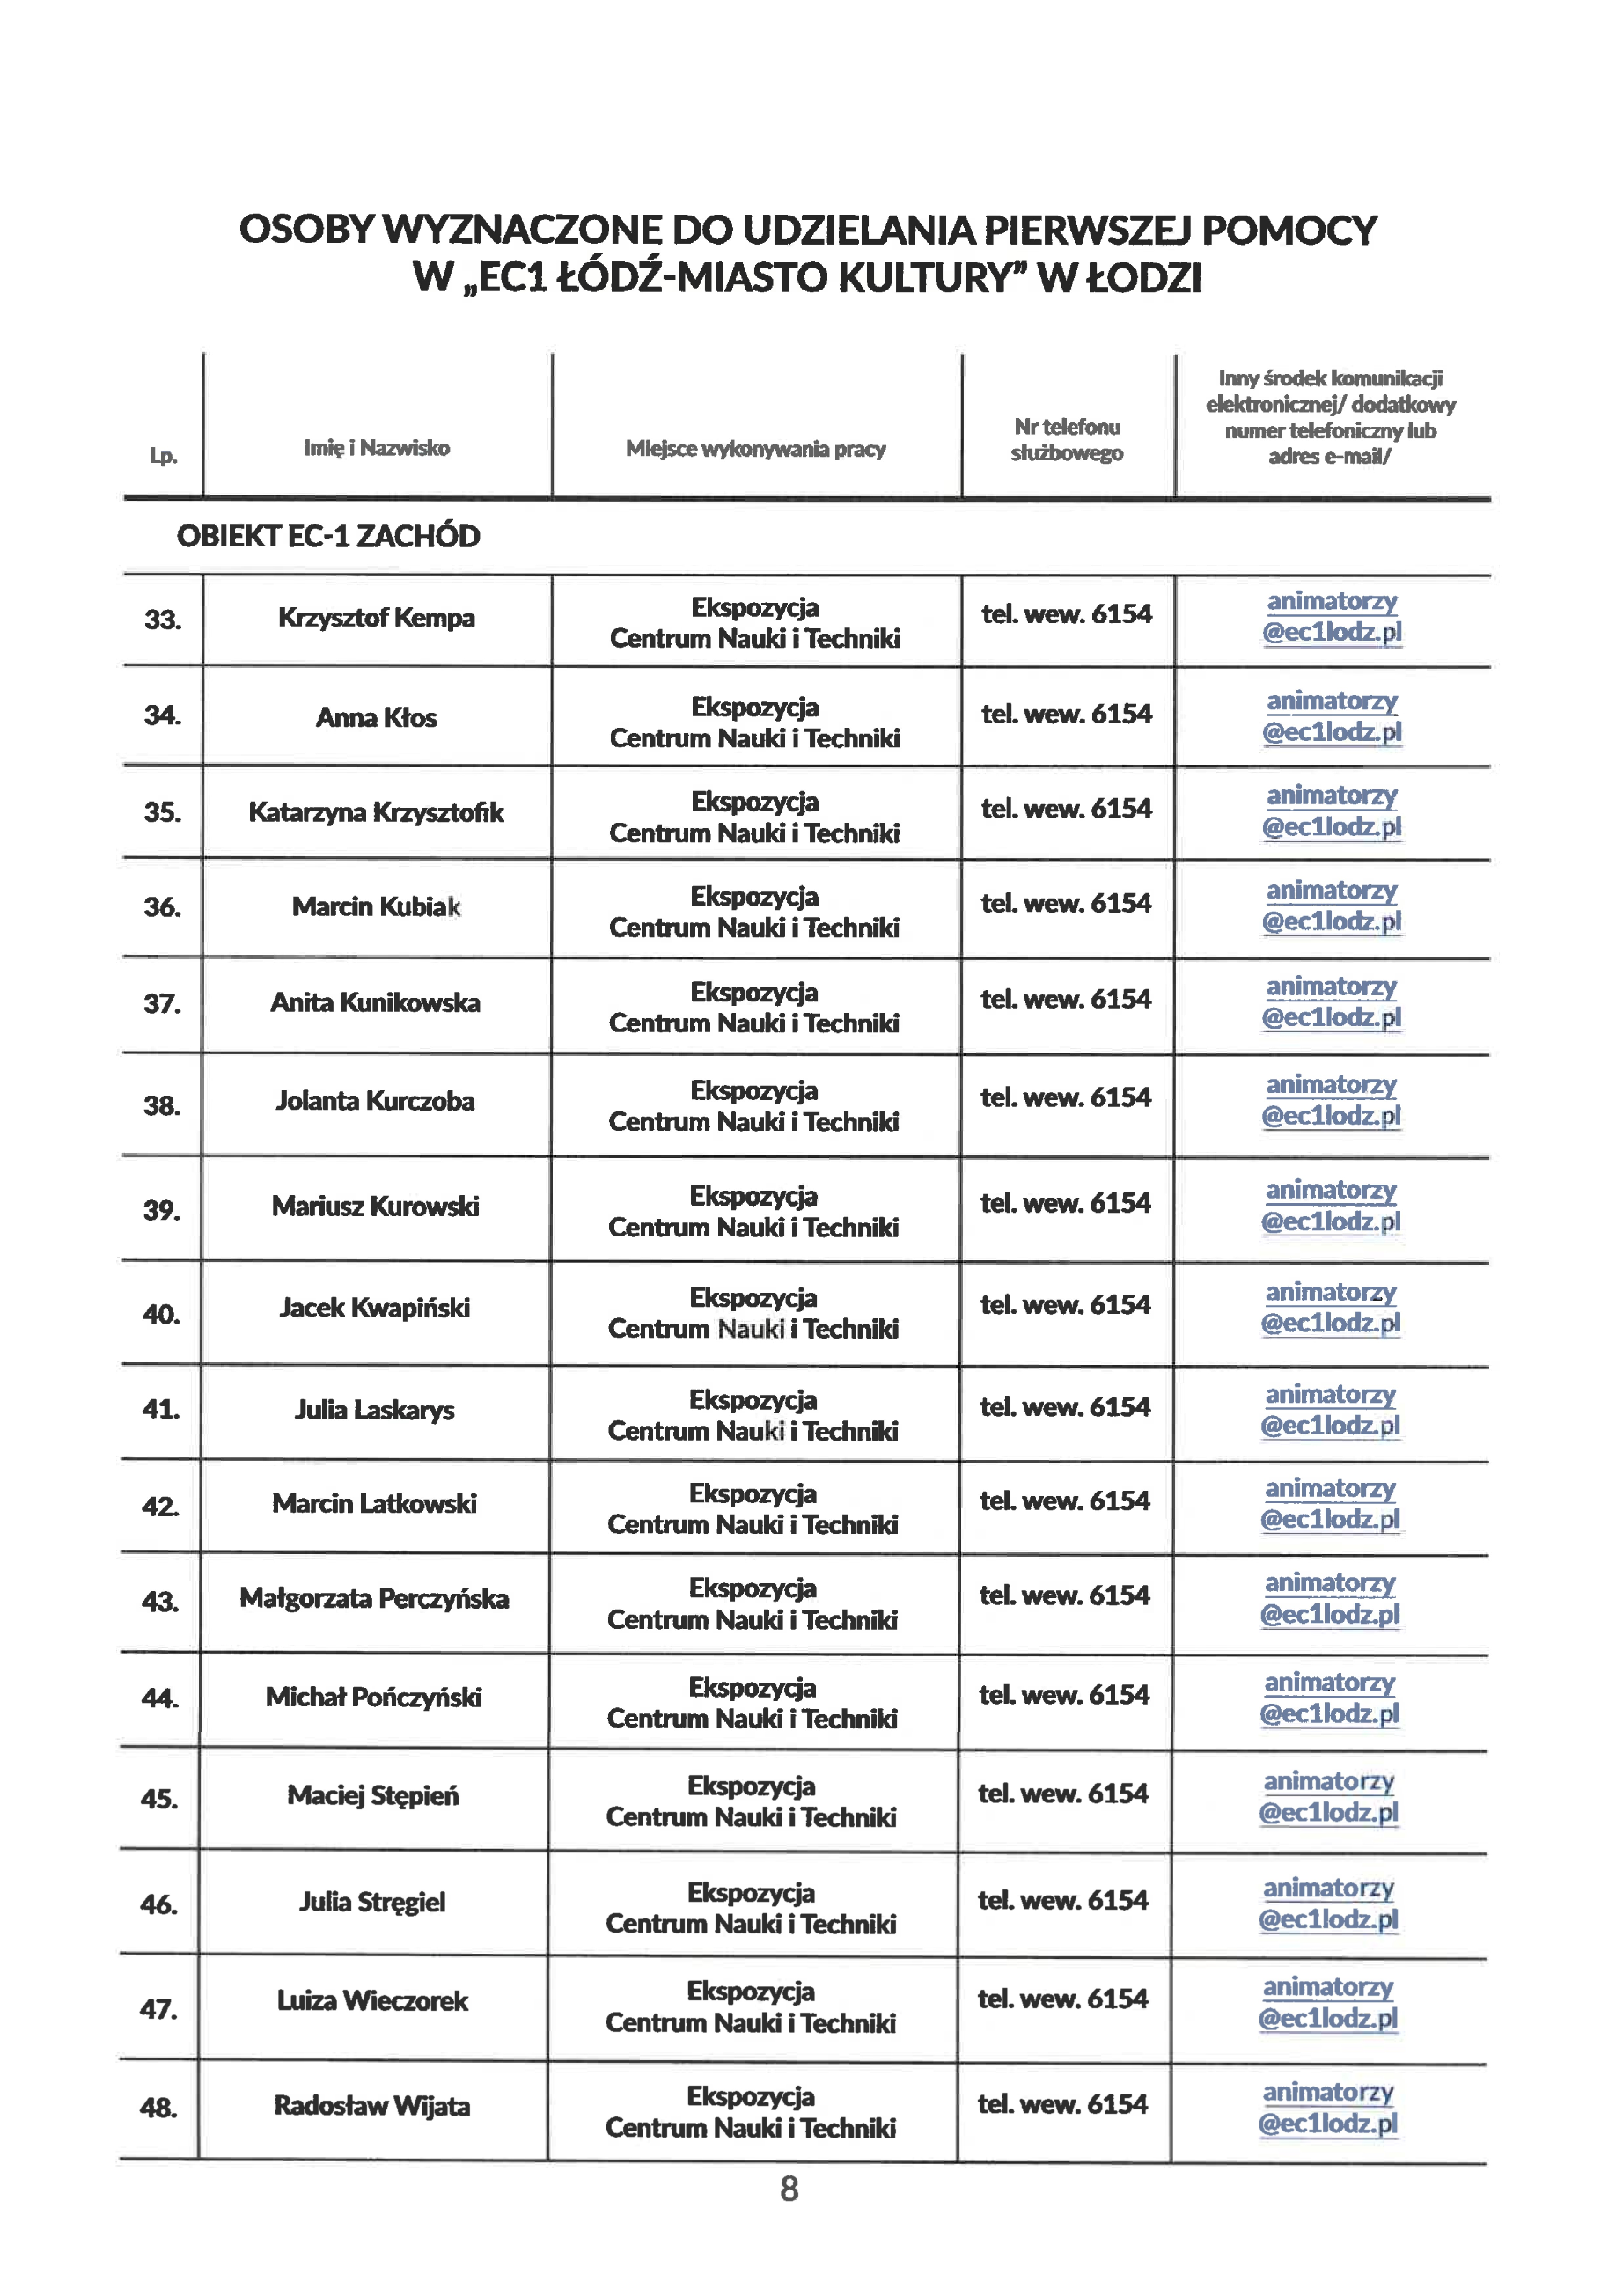 OSOBY WYZNACZONE DO UDZIELANIA PIERWSZEJ POMOCY
W „EC1 ŁÓDŹ-MIASTO KULTURY” W ŁODZI
Lp.
Imię i Nazwisko
Miejsce wykonywania pracy
Nr telefonu
służbowego
Inny środek komunikacji
elektronicznej/ dodatkowy
numer telefoniczny lub
adres e-mail/
OBIEKT EC-1 ZACHÓD
33.
Krzysztof Kempa
Ekspozycja
Centrum Nauki i Techniki
tel. wew. 6154
animatorzy
@ec1lodz.pl
34.
Anna Kłos
Ekspozycja
Centrum Nauki i Techniki
tel. wew. 6154
animatorzy
@ec1lodz.pl
35.
Katarzyna Krzysztofik
Ekspozycja
Centrum Nauki i Techniki
tel. wew. 6154
animatorzy
@ec1lodz.pl
36.
Marcin Kubiak
Ekspozycja
Centrum Nauki i Techniki
tel. wew. 6154
animatorzy
@ec1lodz.pl
37.
Anita Kunikowska
Ekspozycja
Centrum Nauki i Techniki
tel. wew. 6154
animatorzy
@ec1lodz.pl
38.
Jolanta Kurczoba
Ekspozycja
Centrum Nauki i Techniki
tel. wew. 6154
animatorzy
@ec1lodz.pl
39.
Mariusz Kurowski
Ekspozycja
Centrum Nauki i Techniki
tel. wew. 6154
animatorzy
@ec1lodz.pl
40.
Jacek Kwapiński
Ekspozycja
Centrum Nauki i Techniki
tel. wew. 6154
animatorzy
@ec1lodz.pl
41.
Julia Laskarys
Ekspozycja
Centrum Nauki i Techniki
tel. wew. 6154
animatorzy
@ec1lodz.pl
42.
Marcin Latkowski
Ekspozycja
Centrum Nauki i Techniki
tel. wew. 6154
animatorzy
@ec1lodz.pl
43.
Małgorzata Perczyńska
Ekspozycja
Centrum Nauki i Techniki
tel. wew. 6154
animatorzy
@ec1lodz.pl
44.
Michał Pończyński
Ekspozycja
Centrum Nauki i Techniki
tel. wew. 6154
animatorzy
@ec1lodz.pl
45.
Maciej Stępień
Ekspozycja
Centrum Nauki i Techniki
tel. wew. 6154
animatorzy
@ec1lodz.pl
46.
Julia Stręgiel
Ekspozycja
Centrum Nauki i Techniki
tel. wew. 6154
animatorzy
@ec1lodz.pl
47.
Luiza Wieczorek
Ekspozycja
Centrum Nauki i Techniki
tel. wew. 6154
animatorzy
@ec1lodz.pl
48.
Radosław Wijata
Ekspozycja
Centrum Nauki i Techniki
tel. wew. 6154
animatorzy
@ec1lodz.pl
8